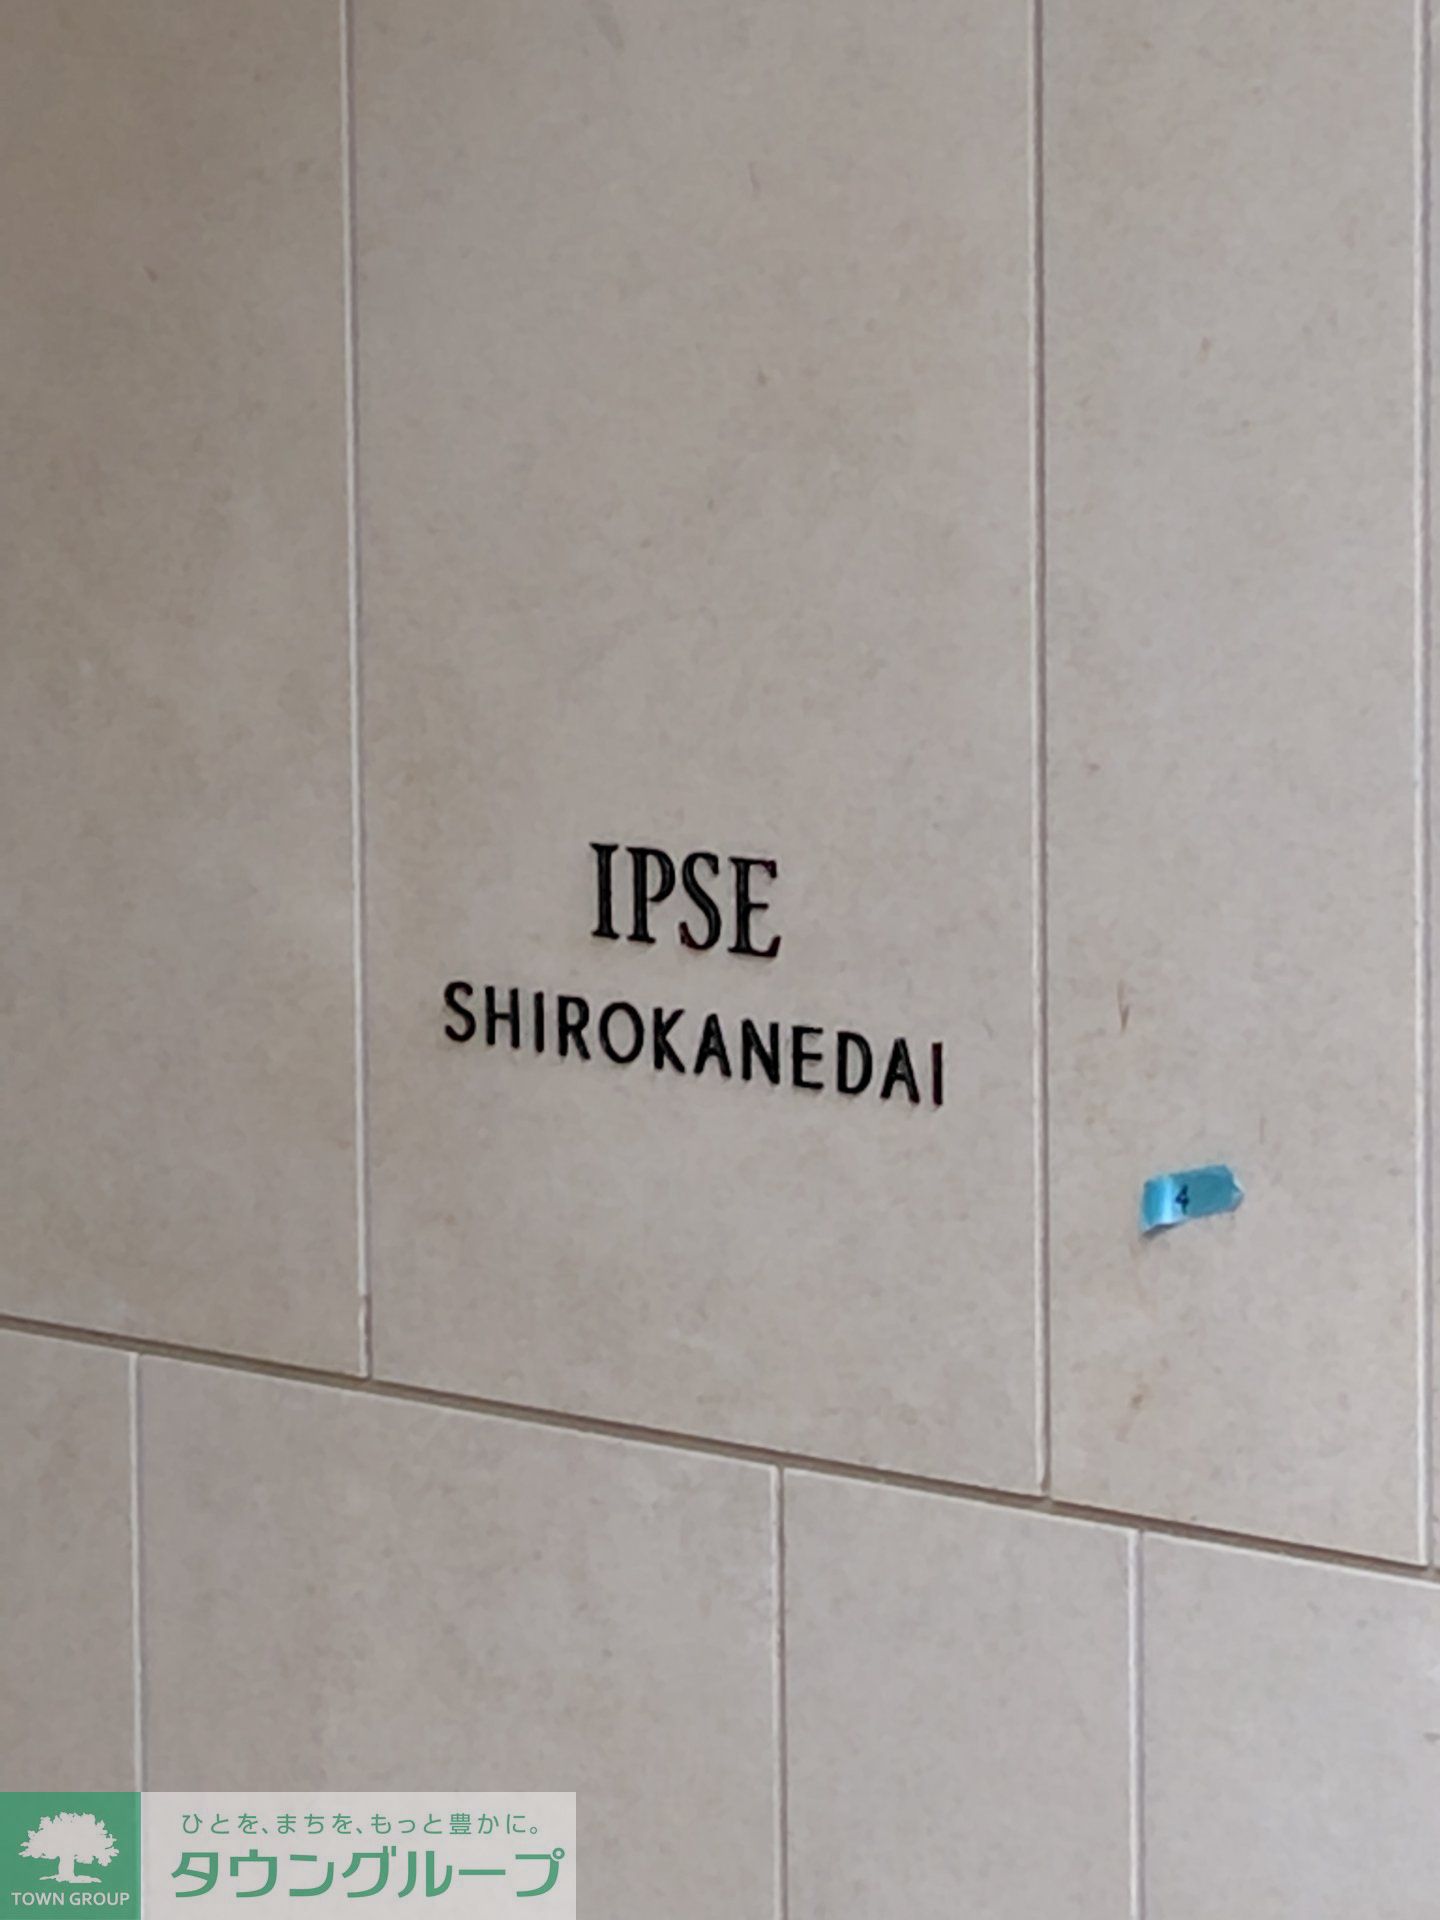 IPSE
SHIROKANEDAI
4
ひとを、まちを、もっと豊かに。
タウングループ
TOWN GROUP